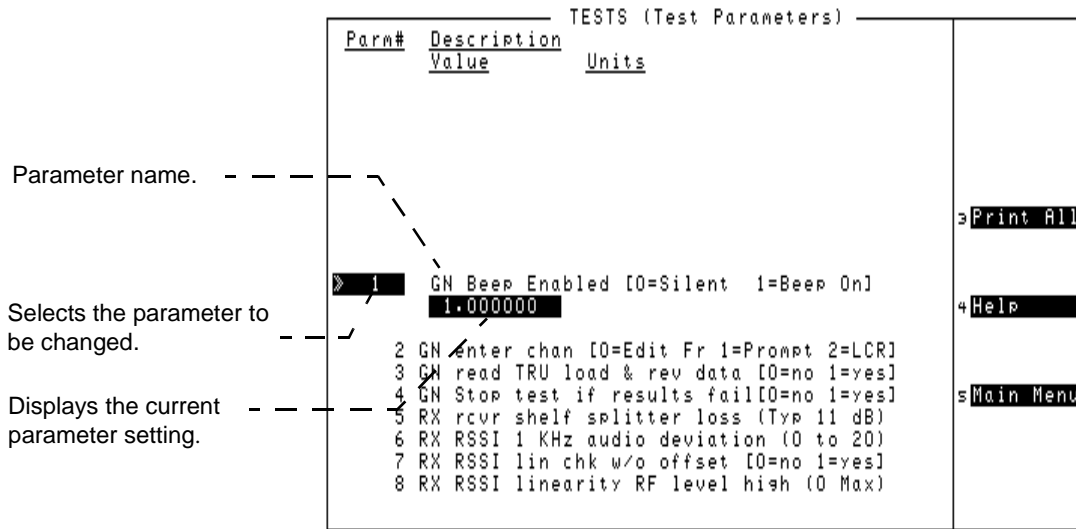 TESTS (Test Parameters)
Parm# Description
Value Units
Parameter name.
3 Print All
» 1 GN Beep Enabled [0=Silent 1=Beep On]
1.000000
Selects the parameter to
be changed.
4 Help
2 GN enter chan [0=Edit Fr 1=Prompt 2=LCR]
3 GN read TRU load & rev data [0=no 1=yes]
4 GN Stop test if results fail[0=no 1=yes]
5 Main Menu
Displays the current
parameter setting.
5 RX rcvr shelf splitter loss (Typ 11 dB)
6 RX RSSI 1 KHz audio deviation (0 to 20)
7 RX RSSI lin chk w/o offset [0=no 1=yes]
8 RX RSSI linearity RF level high (0 Max)